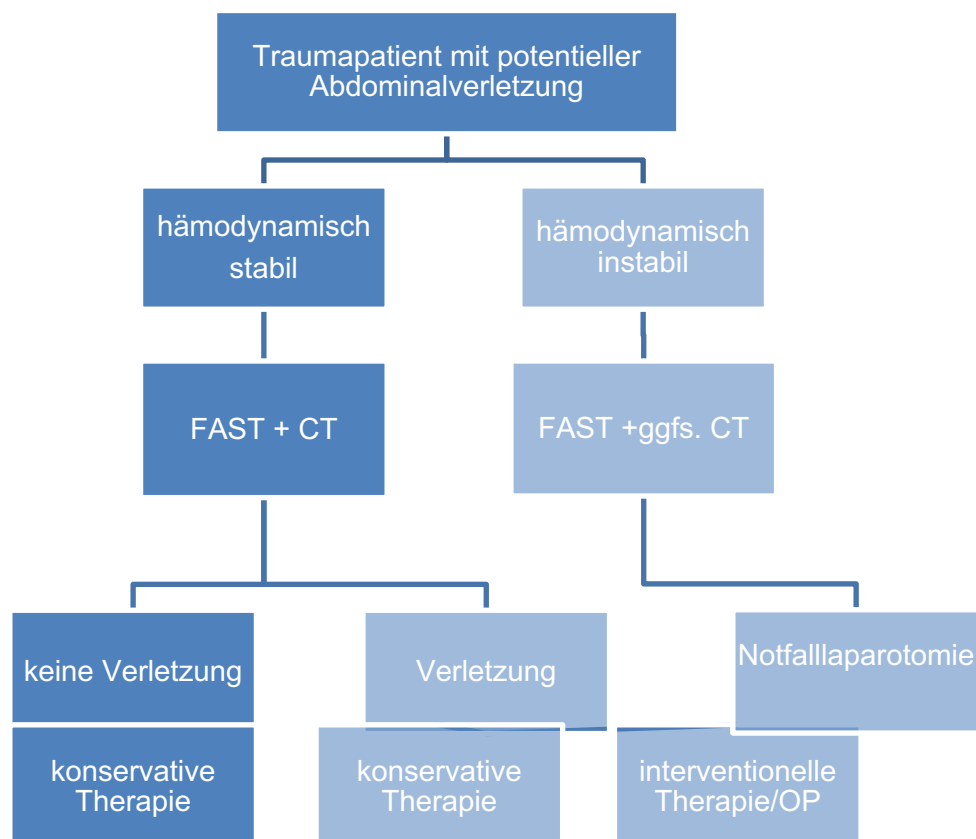 Traumapatient mit potentieller
Abdominalverletzung
hämodynamisch
stabil
hämodynamisch
instabil
FAST + CT
FAST +ggfs. CT
keine Verletzung
Verletzung
Notfalllaparotomie
konservative
Therapie
konservative
Therapie
interventionelle
Therapie/OP